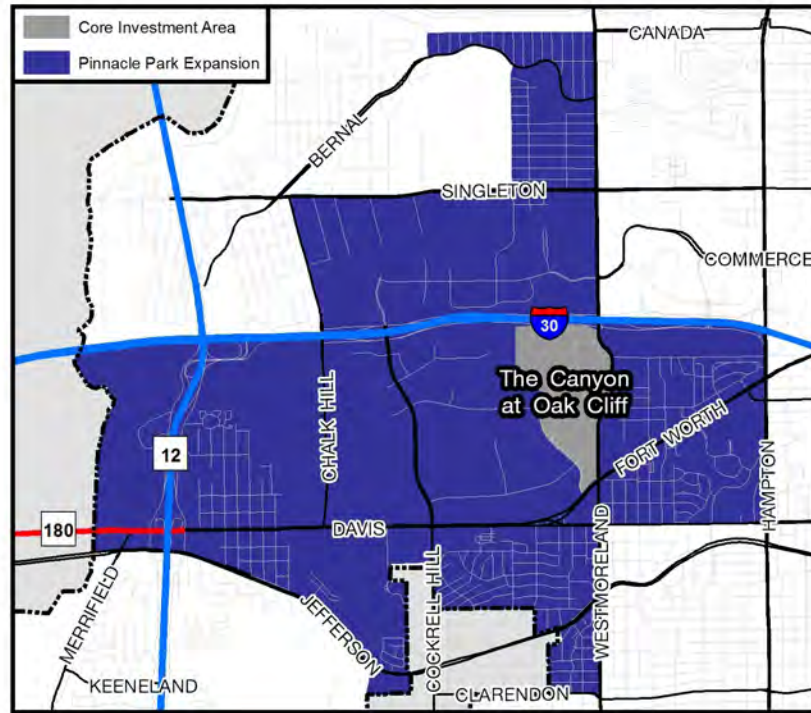 Core Investment Area
Pinnacle Park Expansion
CANADA
BERNAL
SINGLETON
COMMERCE
30
The Canyon
at Oak Cliff
CHALK HILL
FORT WORTH
12
HAMPTON
180
DAVIS
MERRIFIELD
JEFFERSON
COCKRELL HILL
WESTMORELAND
KEENELAND
CLARENDON